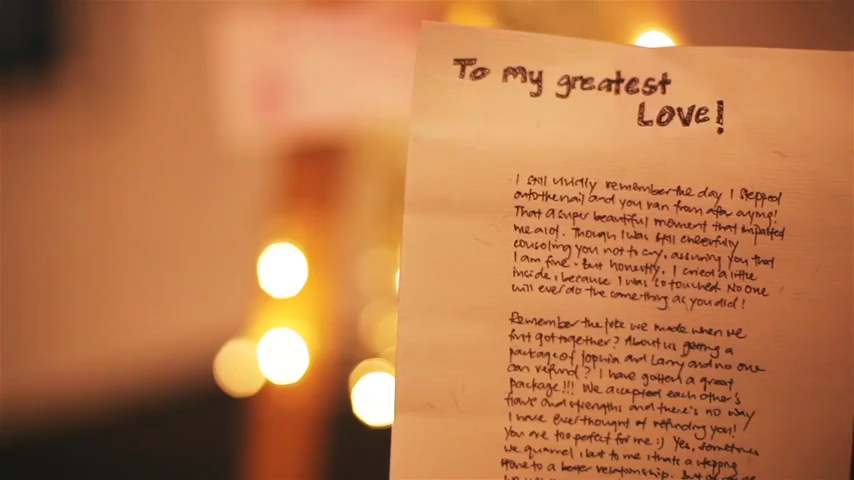 To my greatest
Love!
I still vividly remember the day I stepped
onto the nail and you ran from afar crying!
That a super beautiful moment that impacted
me a lot. Though I was still cheerfully
consoling you not to cry, assuring you that
I am fine. But honestly, I cried a little
inside, because I was so touched. No one
will ever do the same thing as you did!
Remember the joke we made when we
first got together? About us getting a
package of Sophia and Larry and no one
can refund? I have gotten a great
package!!! We accepted each other's
flaws and strengths and there's no way
I have ever thought of refunding you!
You are too perfect for me :) Yes, sometimes
we quarrel, but to me, thats a stepping
stone to a better relationship. But